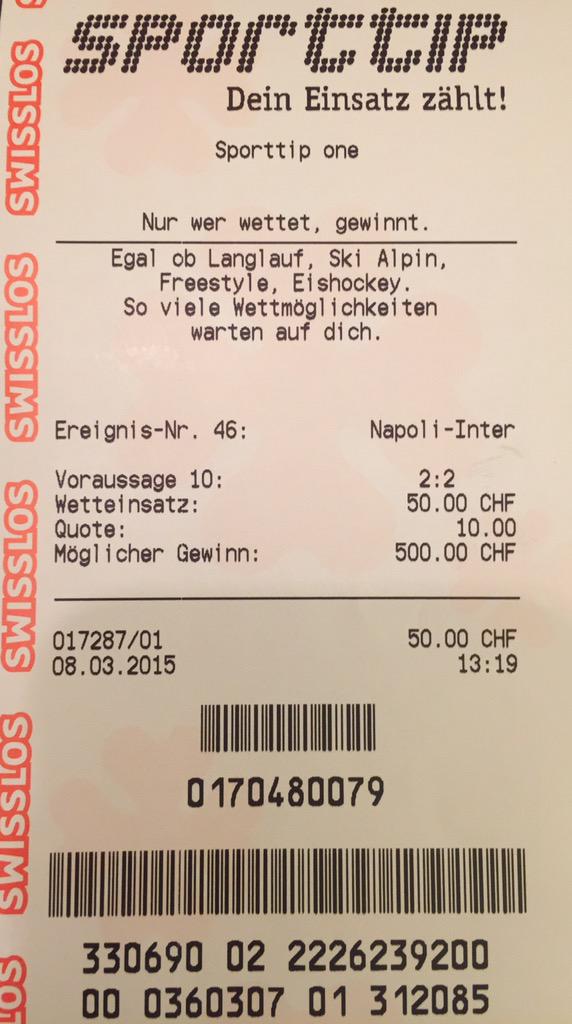 sporttip
Dein Einsatz zählt!
Sporttip one
Nur wer wettet, gewinnt.
Egal ob Langlauf, Ski Alpin,
Freestyle, Eishockey.
So viele Wettmöglichkeiten
warten auf dich.
Ereignis-Nr. 46: Napoli-Inter
Voraussage 10: 2:2
Wetteinsatz: 50.00 CHF
Quote: 10.00
Möglicher Gewinn: 500.00 CHF
017287/01 50.00 CHF
08.03.2015 13:19
0170480079
330690 02 2226239200
00 0360307 01 312085
SWISSLOS
SWISSLOS
SWISSLOS
SWISSLOS
LOS